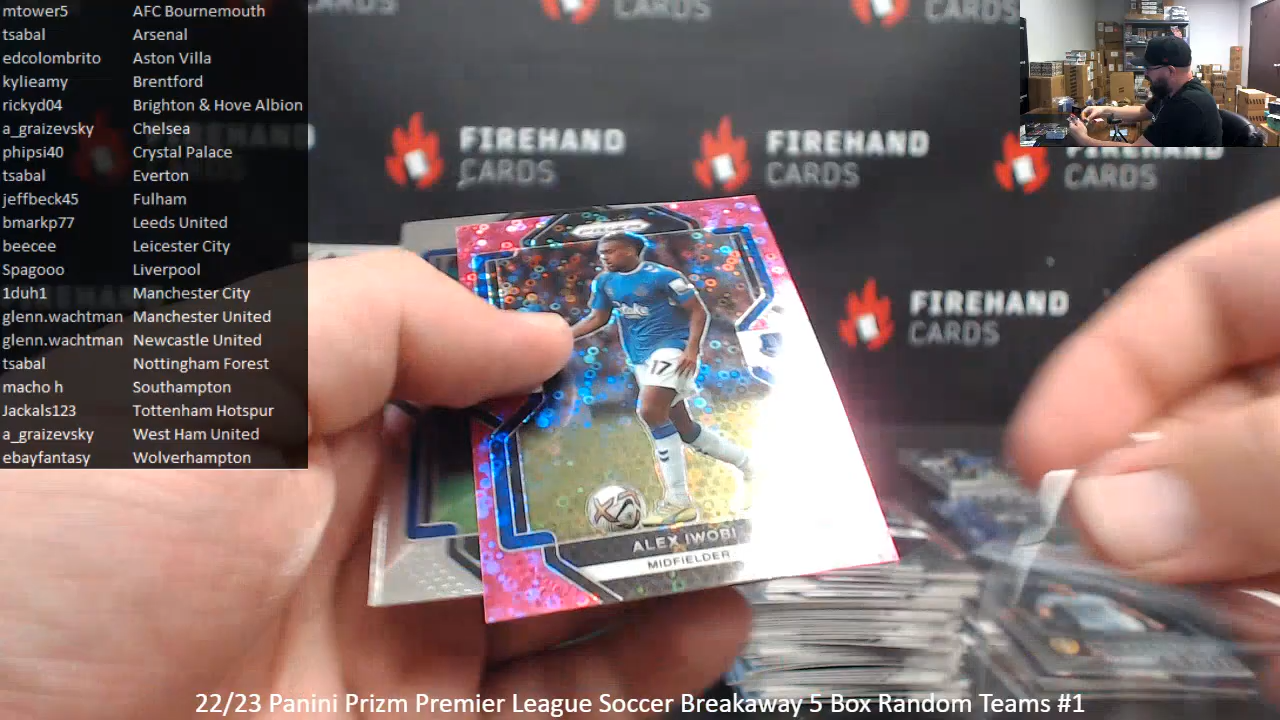 mtower5 AFC Bournemouth
tsabal Arsenal
edcolombrito Aston Villa
kylieamy Brentford
rickyd04 Brighton & Hove Albion
a_graizevsky Chelsea
phipsi40 Crystal Palace
tsabal Everton
jeffbeck45 Fulham
bmarkp77 Leeds United
beecee Leicester City
Spagooo Liverpool
1duh1 Manchester City
glenn.wachtman Manchester United
glenn.wachtman Newcastle United
tsabal Nottingham Forest
macho h Southampton
Jackals123 Tottenham Hotspur
a_graizevsky West Ham United
ebayfantasy Wolverhampton
CARDS
CARDS
CARDS
FIREHAND
CARDS
FIREHAND
CARDS
FIREHAND
CARDS
FIREHAND
CARDS
17
ALEX IWOBI
MIDFIELDER
22/23 Panini Prizm Premier League Soccer Breakaway 5 Box Random Teams #1